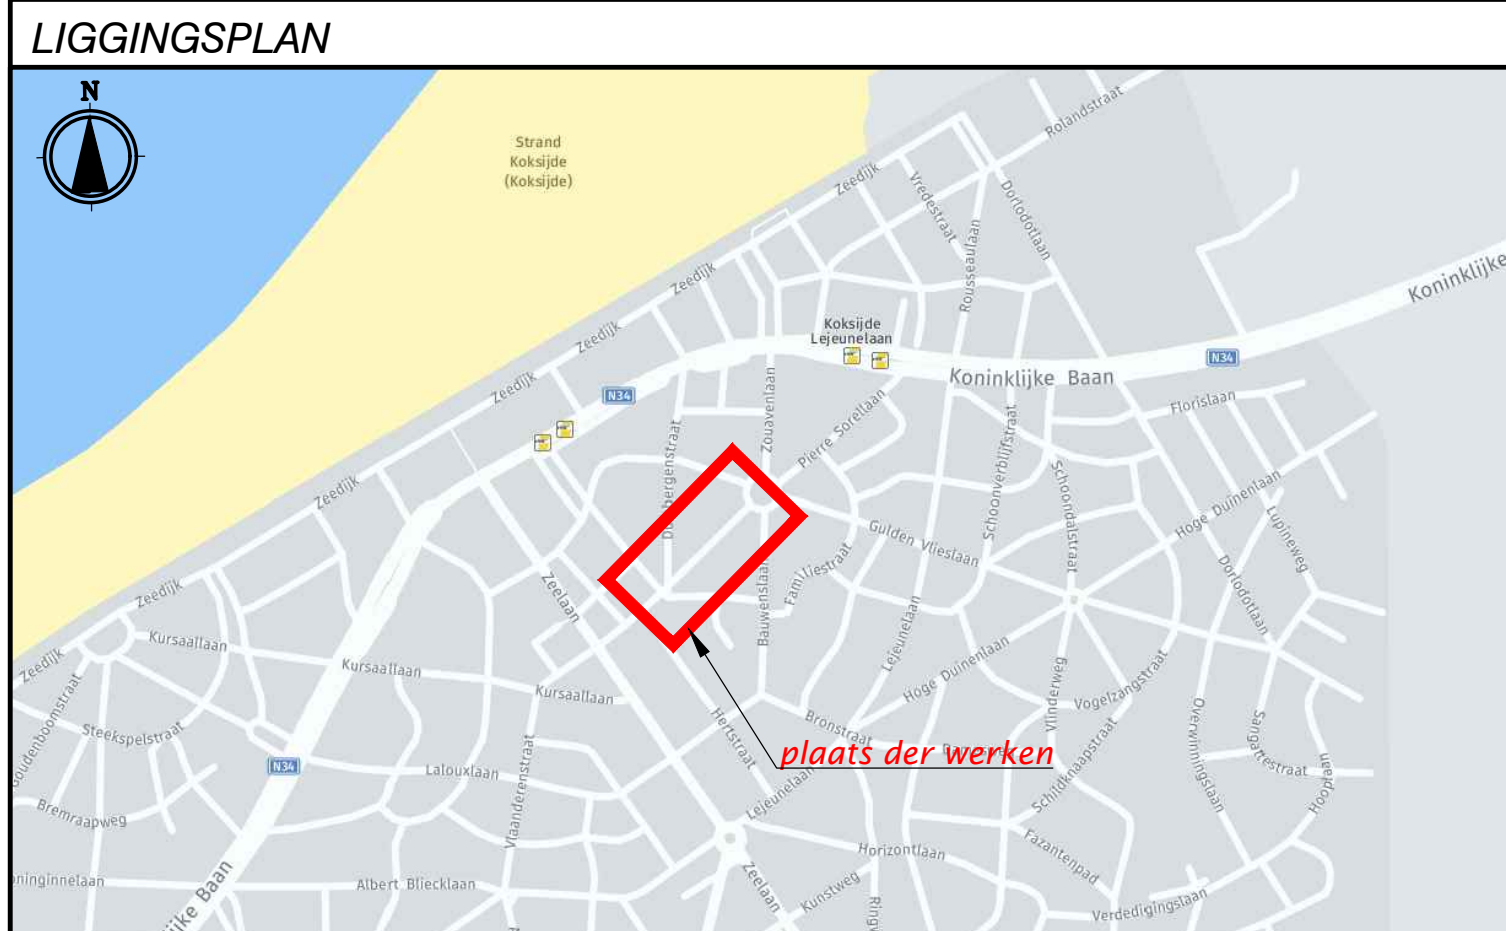 LIGGINGSPLAN
N
Strand
Koksijde
(Koksijde)
Rolandstraat
Zeedijk
Vredestraat
Dorlodotlaan
Rousseaulaan
Zeedijk
Koninklijke
Zeedijk
Koksijde
Lejeunelaan
N34
Koninklijke Baan
Zeedijk
N34
Zouavenlaan
Florislaan
Pierre Sorellaan
Schoonverblijfstraat
Schoondalstraat
Hoge Duinenlaan
Lupineweg
Zeedijk
Gulden Vlieslaan
Familiestraat
Dorlodotlaan
Zeedijk
Zeelaan
Bauwenslaan
Lejeunelaan
Kursaallaan
Zeedijk
Kursaallaan
Kursaallaan
Hoge Duinenlaan
Vlinderweg
Vogelzangstraat
Overwinningslaan
Steekspelstraat
Hertstraat
Bronstraat
plaats der werken
Schildknaapstraat
N34
Lalouxlaan
Vlaanderenstraat
Lejeunelaan
Bremraapweg
Horizontlaan
Fazantenpad
Albert Bliecklaan
Zeelaan
Kunstweg
Verdedigingslaan